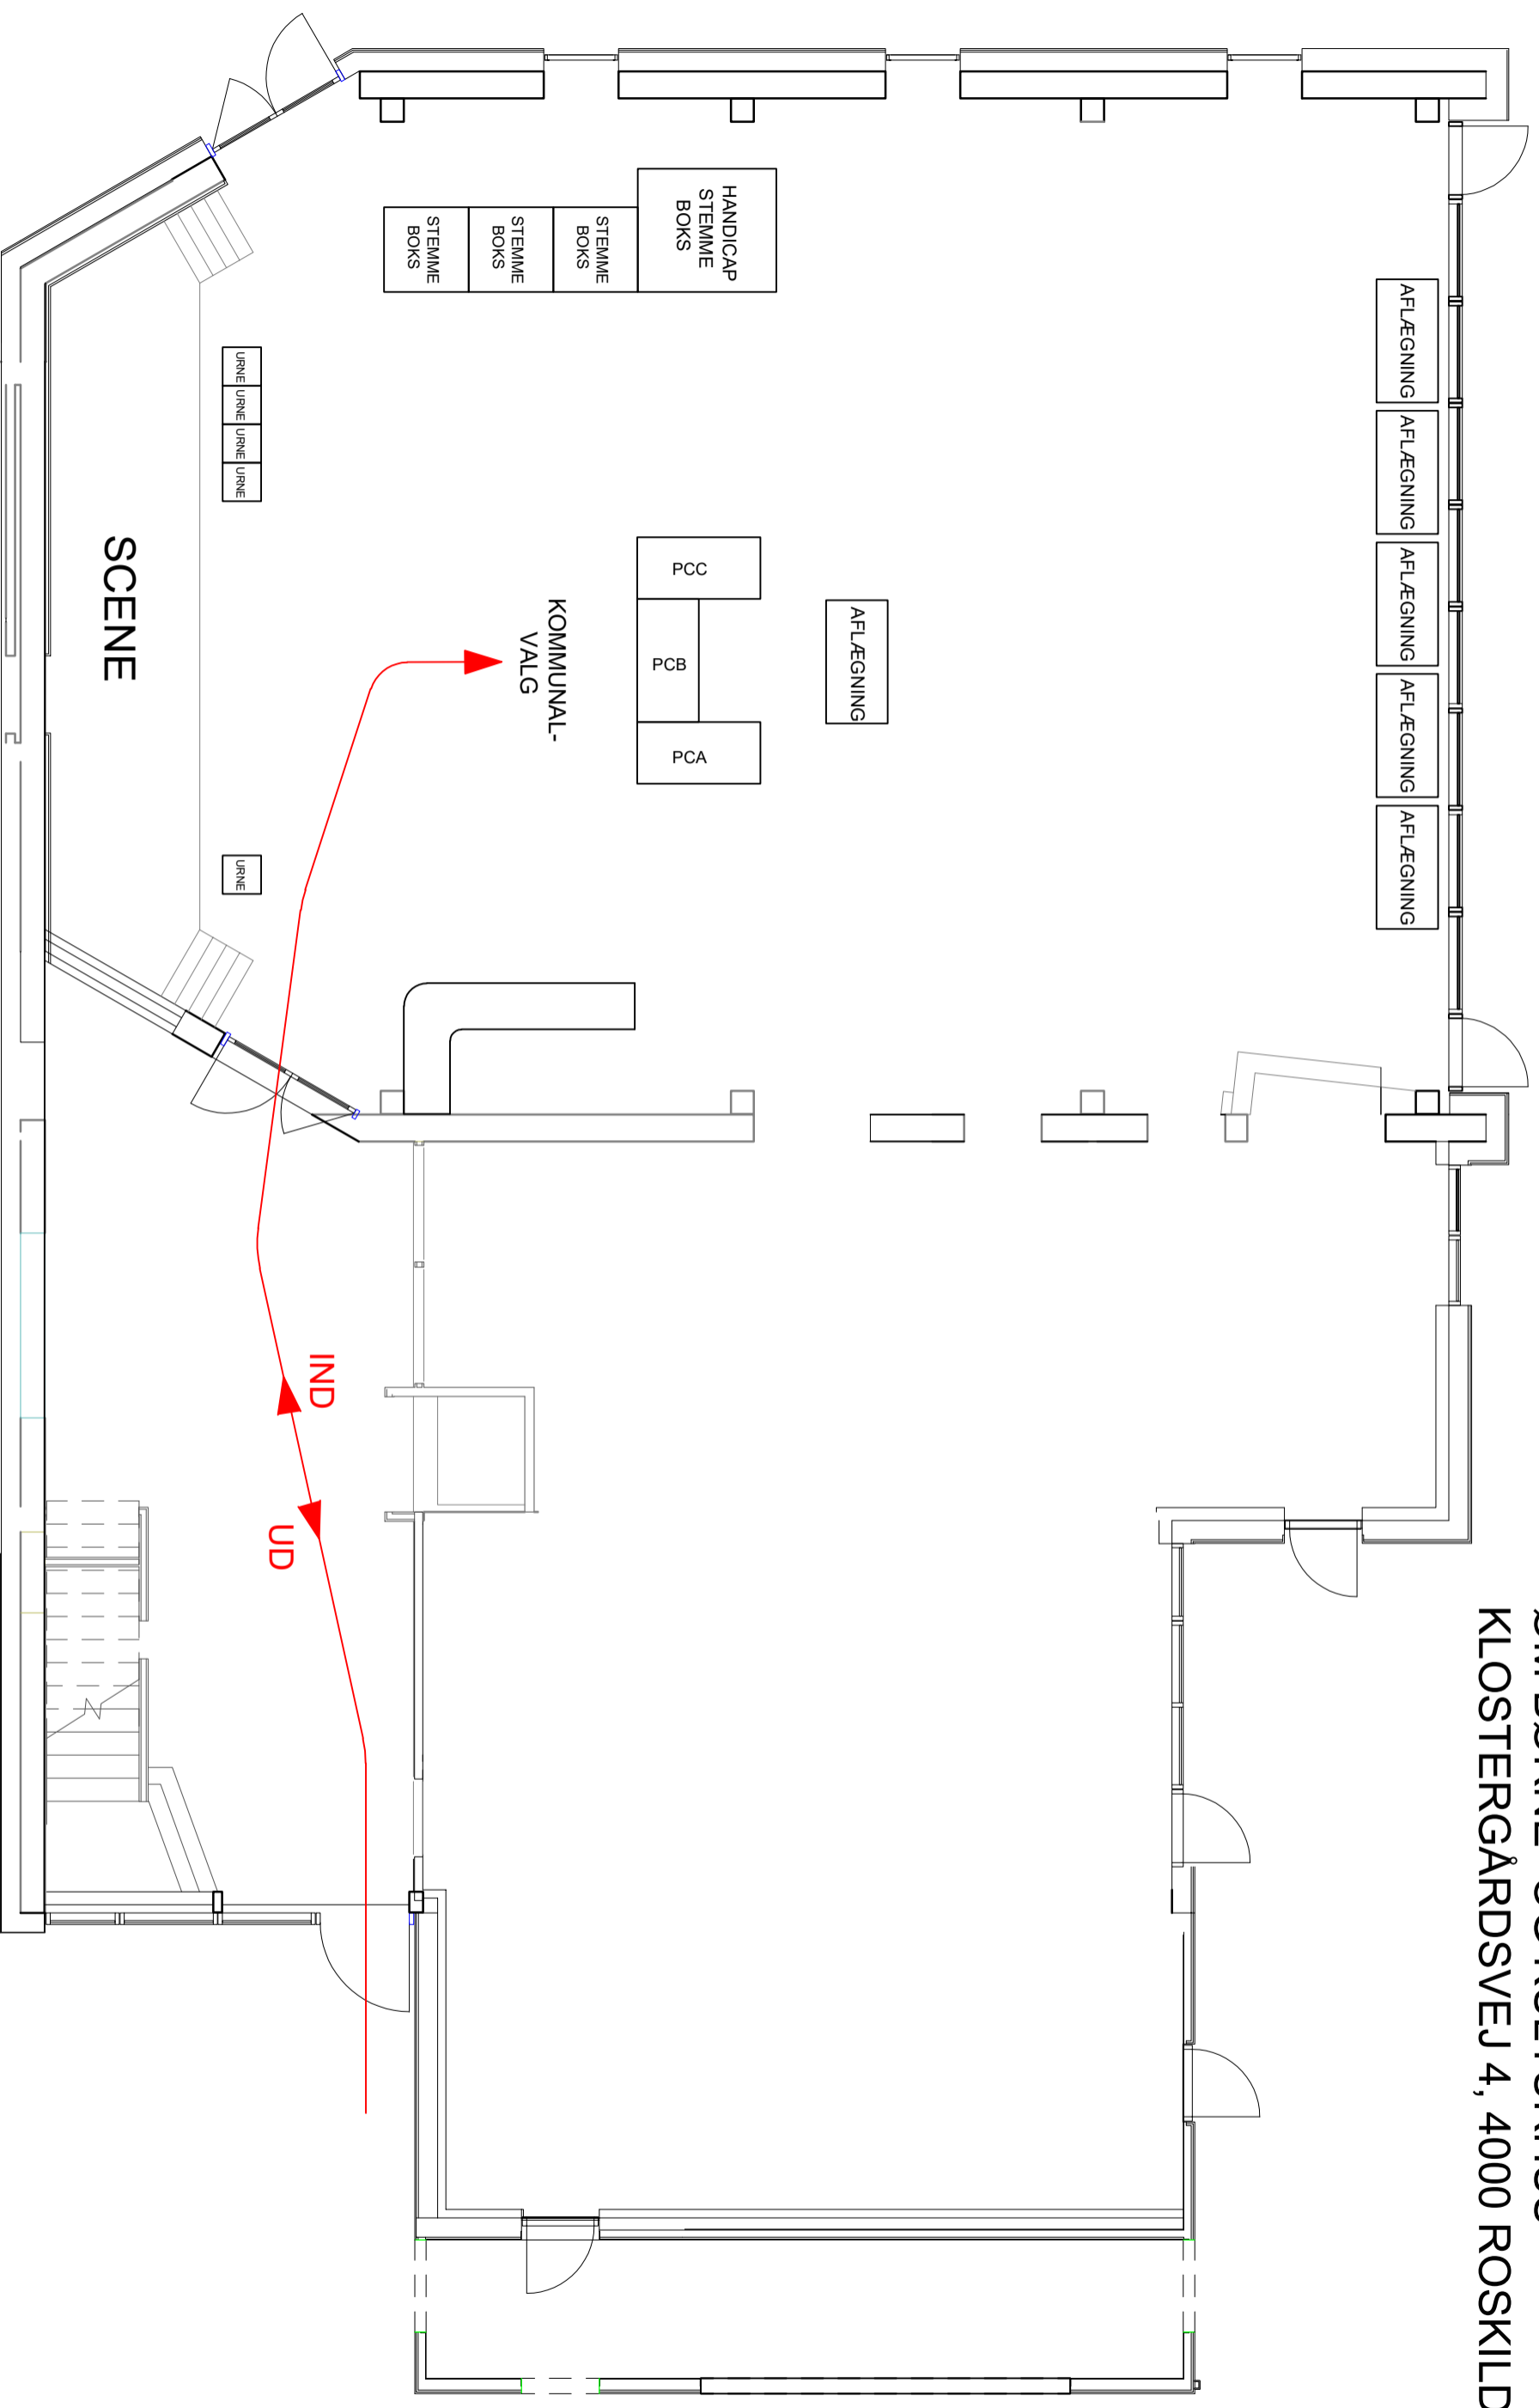 KLOSTERGÅRDSVEJ 4, 4000 ROSKILD
AFLÆGNING
AFLÆGNING
AFLÆGNING
AFLÆGNING
AFLÆGNING
HANDICAP
STEMME
BOKS
STEMME
BOKS
STEMME
BOKS
STEMME
BOKS
AFLÆGNING
PCC
PCB
PCA
KOMMUNAL-
VALG
URNE
URNE
URNE
URNE
URNE
SCENE
IND
UD